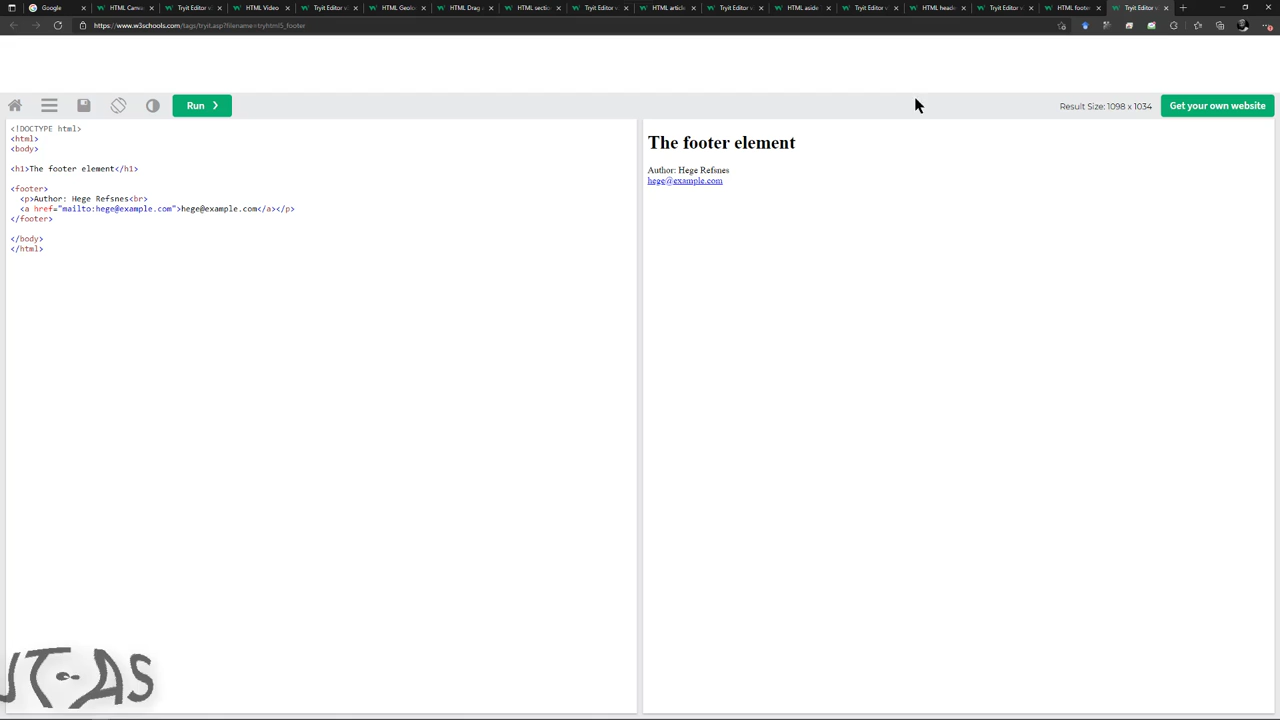 Google
HTML Canv
Tryit Editor v
HTML Video
Tryit Editor v
HTML Geolo
HTML Drag
HTML section
Tryit Editor v
HTML article
Tryit Editor v
HTML aside
Tryit Editor v
HTML head
Tryit Editor v
HTML foote
Tryit Editor v
https://www.w3schools.com/tags/tryit.asp?filename=tryhtml5_footer
Run ❯
Result Size: 1098 x 1034
Get your own website
<!DOCTYPE html>
<html>
<body>
<h1>The footer element</h1>
<footer>
<p>Author: Hege Refsnes<br>
<a href="mailto:hege@example.com">hege@example.com</a></p>
</footer>
</body>
</html>
The footer element
Author: Hege Refsnes
hege@example.com